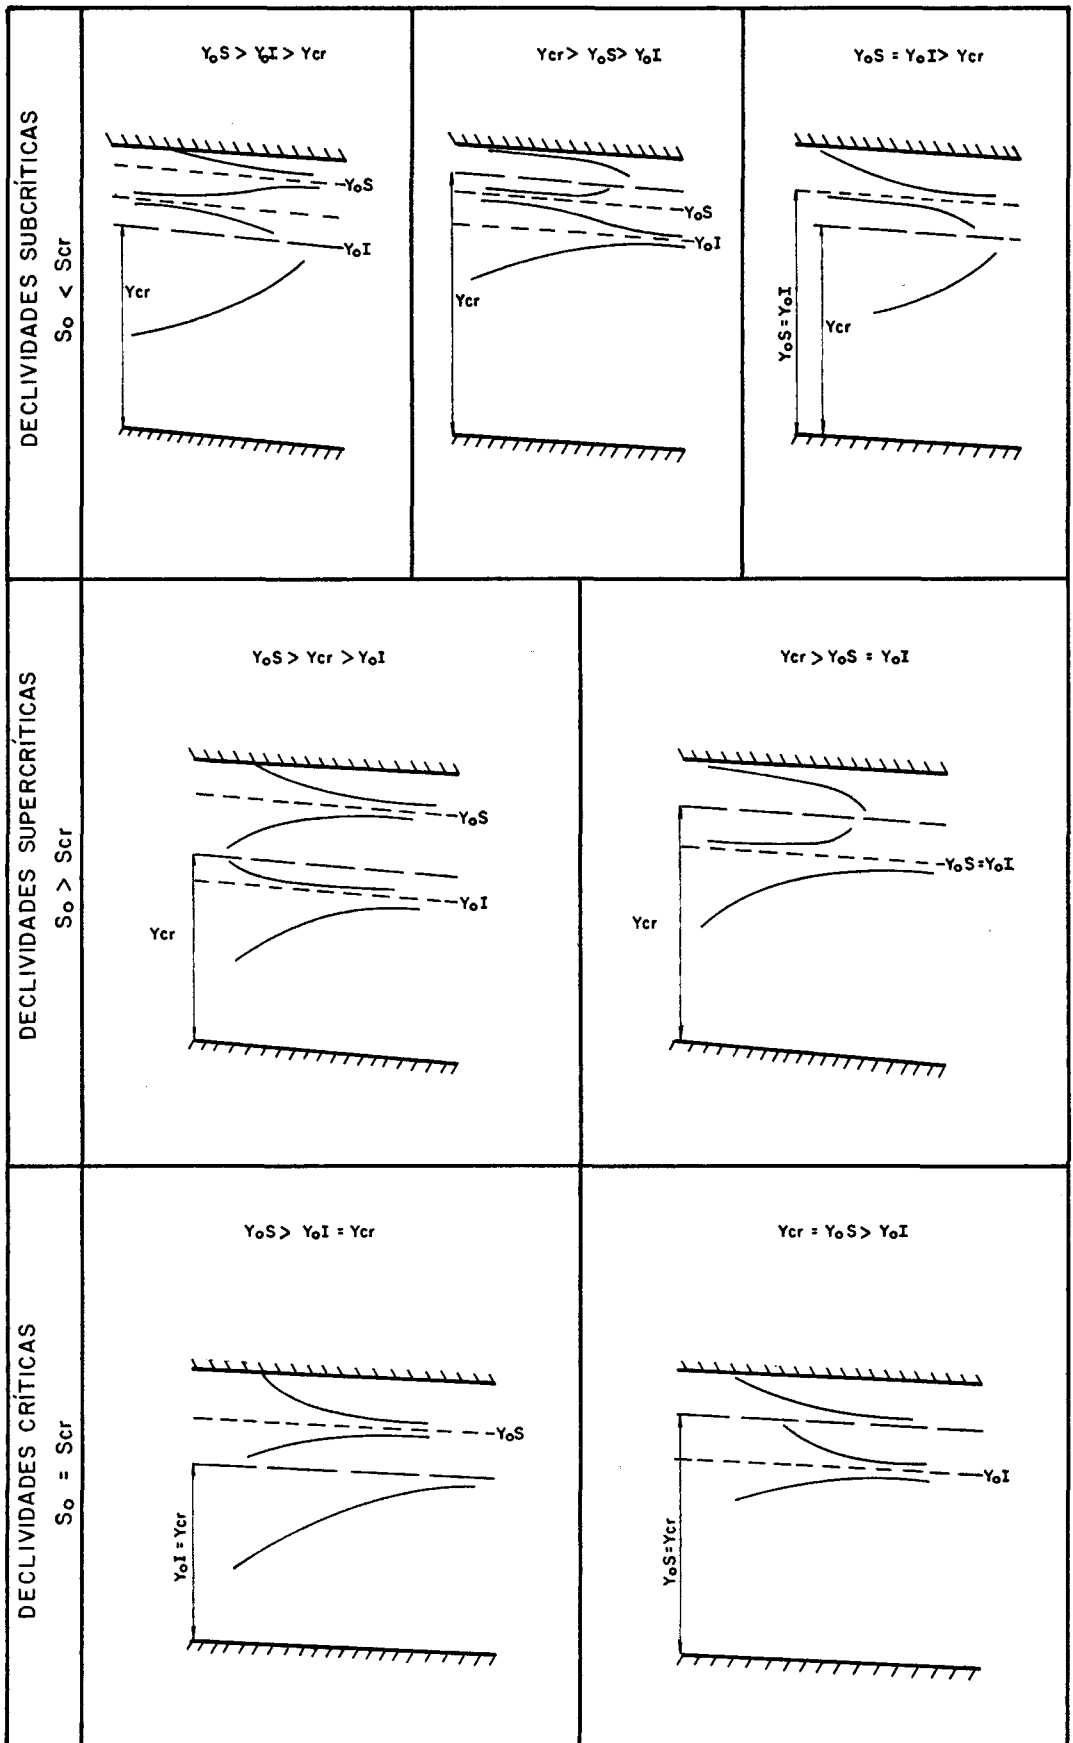 DECLIVIDADES SUBCRÍTICAS
So < Scr
YoS > YoI > Ycr
YoS
YoI
Ycr
Ycr > YoS > YoI
YoS
YoI
Ycr
YoS = YoI > Ycr
YoS = YoI
Ycr
DECLIVIDADES SUPERCRÍTICAS
So > Scr
YoS > Ycr > YoI
YoS
YoI
Ycr
Ycr > YoS = YoI
YoS = YoI
Ycr
DECLIVIDADES CRÍTICAS
So = Scr
YoS > YoI = Ycr
YoS
YoI = Ycr
Ycr = YoS > YoI
YoI
YoS = Ycr